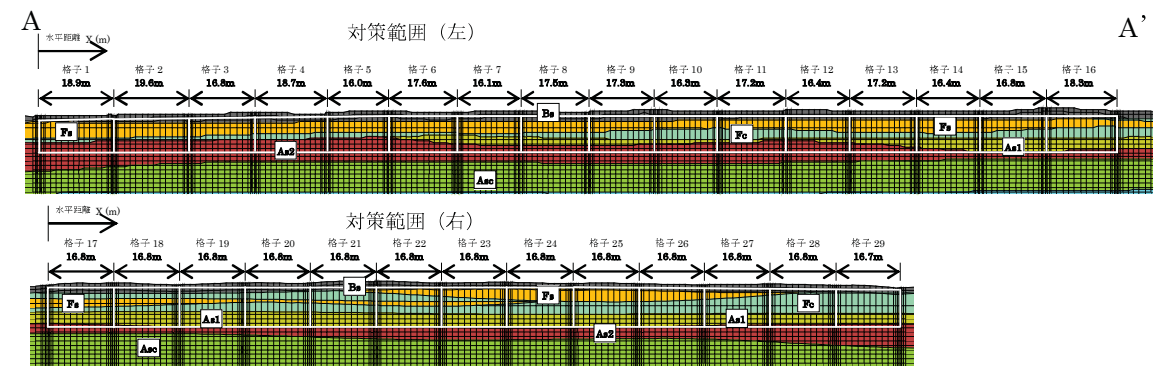 A
対策範囲（左）
A’
水平距離 X (m)
格子 1 格子 2 格子 3 格子 4 格子 5 格子 6 格子 7 格子 8 格子 9 格子 10 格子 11 格子 12 格子 13 格子 14 格子 15 格子 16
18.9m 19.6m 16.8m 18.7m 16.0m 17.6m 16.1m 17.5m 17.3m 16.3m 17.2m 16.4m 17.2m 16.4m 16.8m 18.3m
Bs
Fs Fc Fs
As2 As1
Asc
水平距離 X (m)
対策範囲（右）
格子 17 格子 18 格子 19 格子 20 格子 21 格子 22 格子 23 格子 24 格子 25 格子 26 格子 27 格子 28 格子 29
16.8m 16.8m 16.8m 16.8m 16.8m 16.8m 16.8m 16.8m 16.8m 16.8m 16.8m 16.8m 16.7m
Bs
Fs Fs Fc
As1 As2 As1
Asc